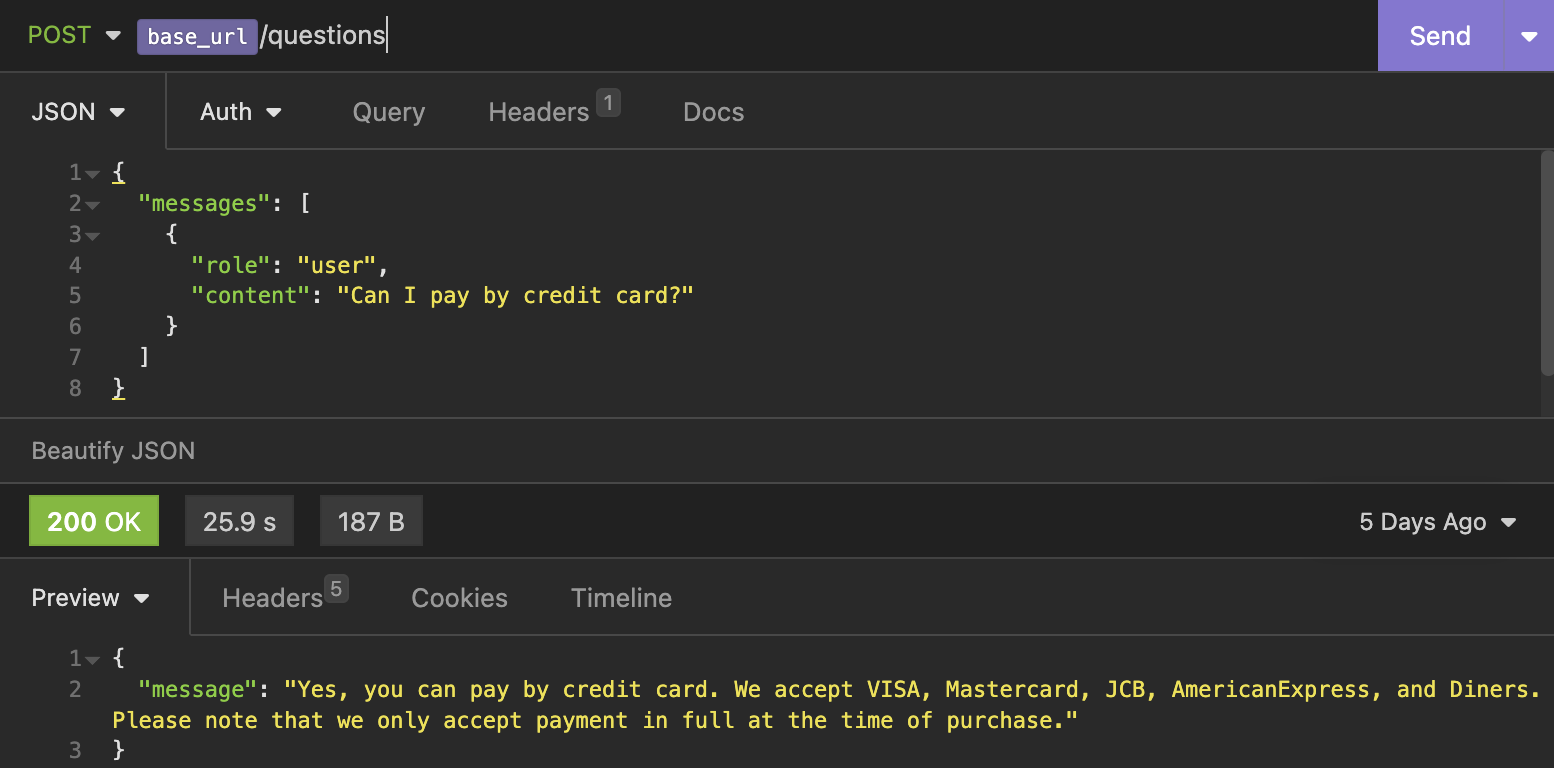 POST base_url/questions Send
JSON Auth Query Headers 1 Docs
1 {
2 "messages": [
3 {
4 "role": "user",
5 "content": "Can I pay by credit card?"
6 }
7 ]
8 }
Beautify JSON
200 OK 25.9 s 187 B 5 Days Ago
Preview Headers 5 Cookies Timeline
1 {
2 "message": "Yes, you can pay by credit card. We accept VISA, Mastercard, JCB, AmericanExpress, and Diners.
Please note that we only accept payment in full at the time of purchase."
3 }